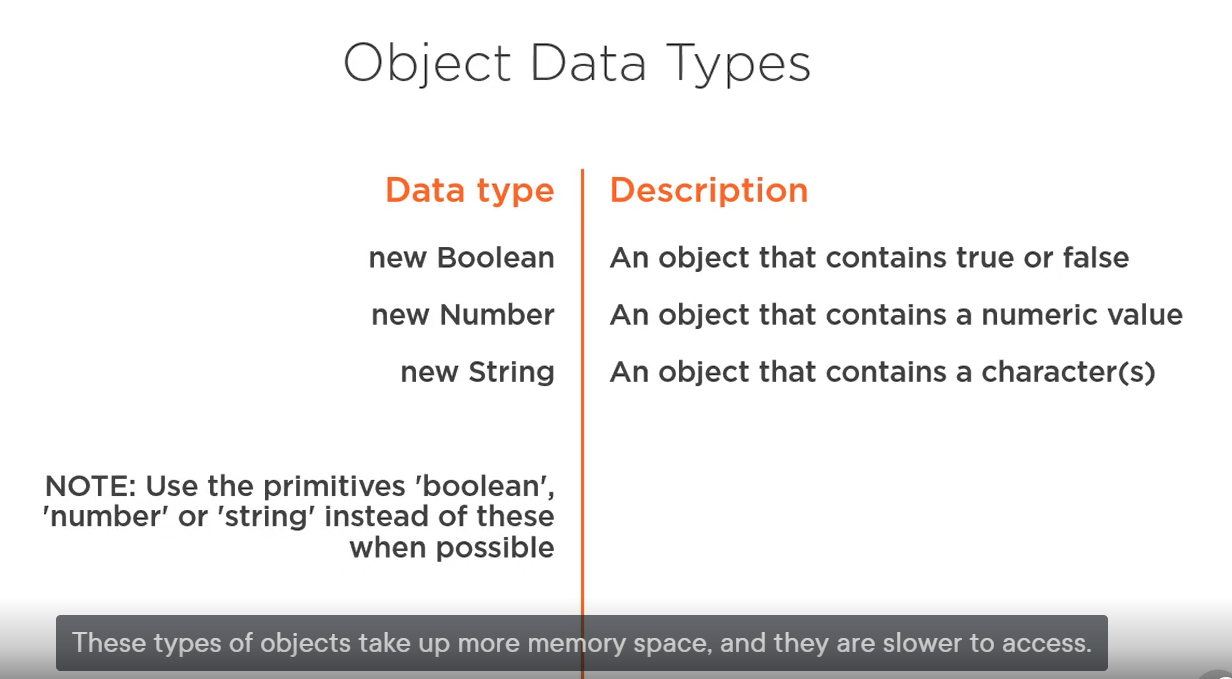 Object Data Types
Data type
Description
new Boolean
An object that contains true or false
new Number
An object that contains a numeric value
new String
An object that contains a character(s)
NOTE: Use the primitives 'boolean',
'number' or 'string' instead of these
when possible
These types of objects take up more memory space, and they are slower to access.